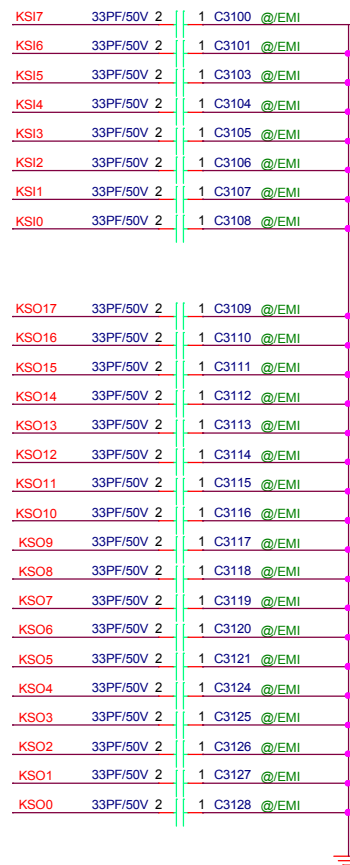 KSI7 33PF/50V 2 1 C3100 @/EMI
KSI6 33PF/50V 2 1 C3101 @/EMI
KSI5 33PF/50V 2 1 C3103 @/EMI
KSI4 33PF/50V 2 1 C3104 @/EMI
KSI3 33PF/50V 2 1 C3105 @/EMI
KSI2 33PF/50V 2 1 C3106 @/EMI
KSI1 33PF/50V 2 1 C3107 @/EMI
KSI0 33PF/50V 2 1 C3108 @/EMI
KSO17 33PF/50V 2 1 C3109 @/EMI
KSO16 33PF/50V 2 1 C3110 @/EMI
KSO15 33PF/50V 2 1 C3111 @/EMI
KSO14 33PF/50V 2 1 C3112 @/EMI
KSO13 33PF/50V 2 1 C3113 @/EMI
KSO12 33PF/50V 2 1 C3114 @/EMI
KSO11 33PF/50V 2 1 C3115 @/EMI
KSO10 33PF/50V 2 1 C3116 @/EMI
KSO9 33PF/50V 2 1 C3117 @/EMI
KSO8 33PF/50V 2 1 C3118 @/EMI
KSO7 33PF/50V 2 1 C3119 @/EMI
KSO6 33PF/50V 2 1 C3120 @/EMI
KSO5 33PF/50V 2 1 C3121 @/EMI
KSO4 33PF/50V 2 1 C3124 @/EMI
KSO3 33PF/50V 2 1 C3125 @/EMI
KSO2 33PF/50V 2 1 C3126 @/EMI
KSO1 33PF/50V 2 1 C3127 @/EMI
KSO0 33PF/50V 2 1 C3128 @/EMI